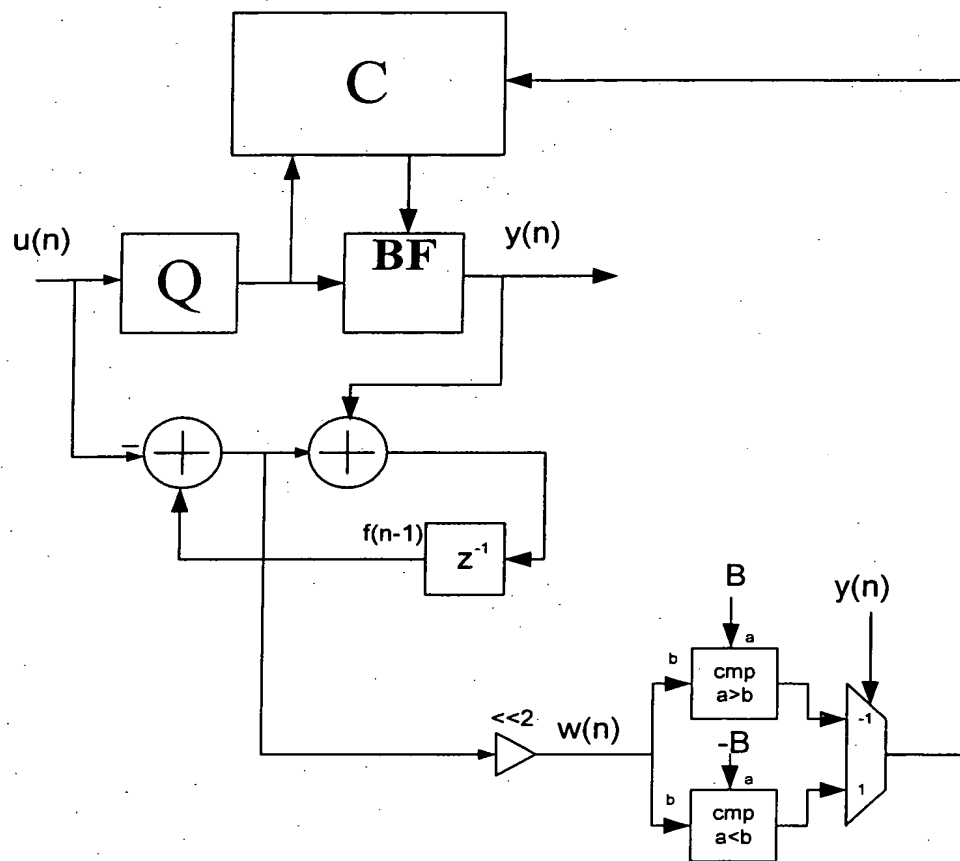 C
u(n)
Q
BF
y(n)
−
+
+
f(n-1)
z⁻¹
B
y(n)
a
b
cmp
a>b
-1
<<2
w(n)
-B
a
b
cmp
a<b
1